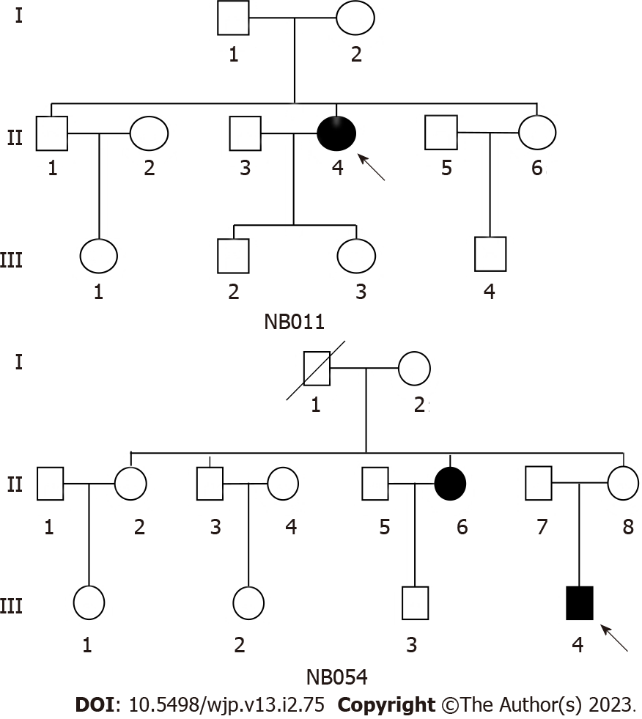 I
1 2
II
1 2 3 4 5 6
III
1 2 3 4
NB011
I
1 2
II
1 2 3 4 5 6 7 8
III
1 2 3 4
NB054
DOI: 10.5498/wjp.v13.i2.75 Copyright ©The Author(s) 2023.